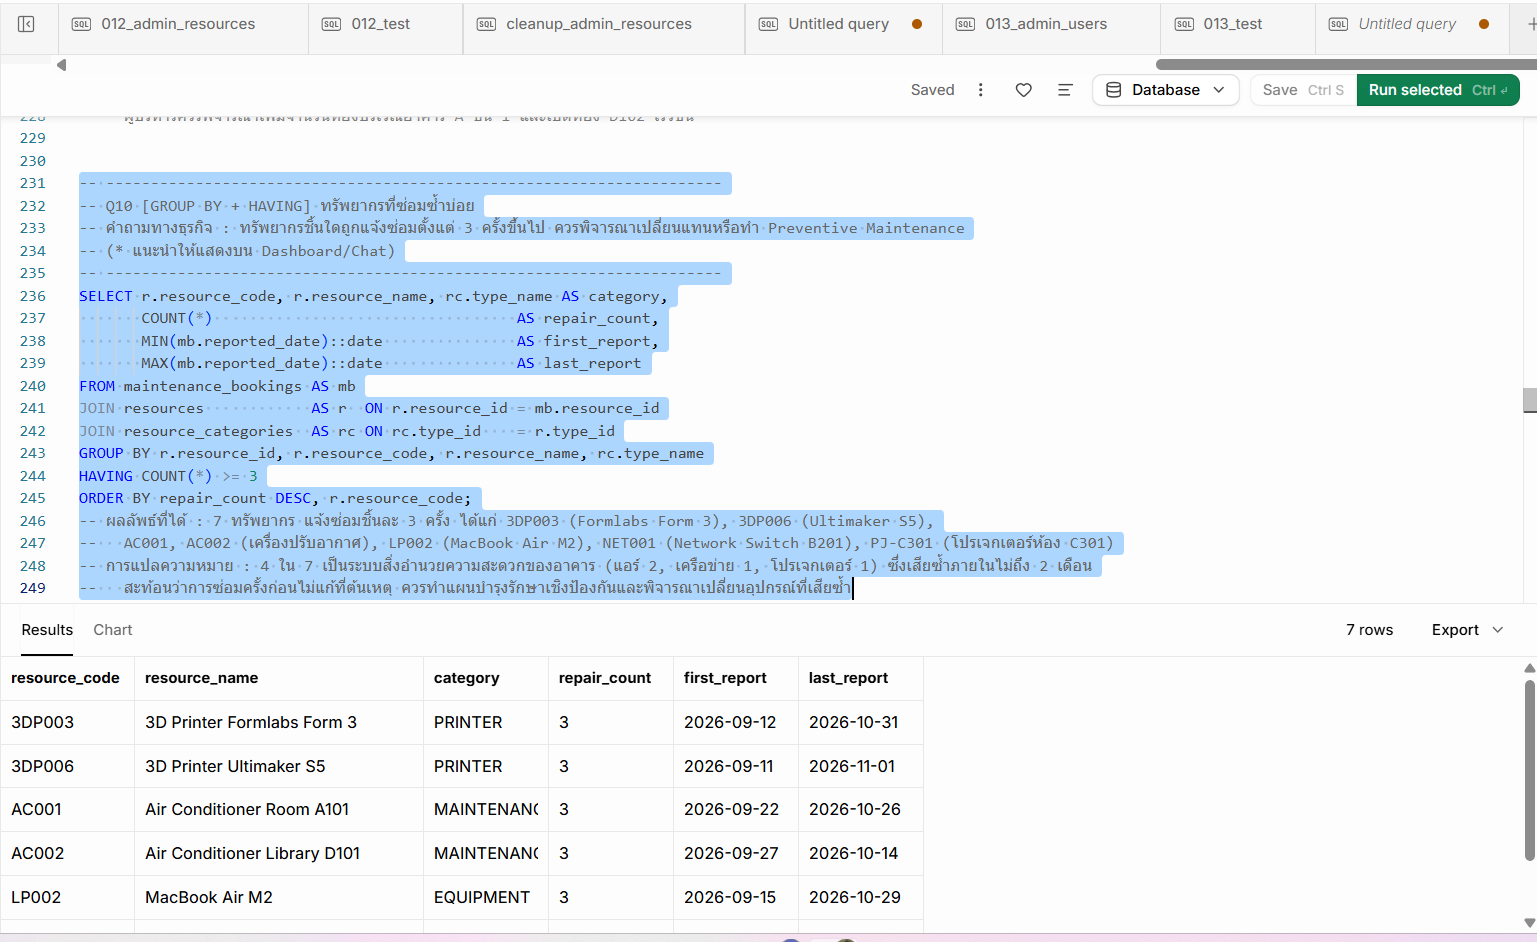 012_admin_resources
012_test
cleanup_admin_resources
Untitled query
013_admin_users
013_test
Untitled query
Saved
Database
Save Ctrl S
Run selected Ctrl
229
230
231 -- ---------------------------------------------------------------------
232 -- Q10 [GROUP BY + HAVING] ทรัพยากรที่ซ่อมซ้ำบ่อย
233 -- คำถามทางธุรกิจ : ทรัพยากรชิ้นใดถูกแจ้งซ่อมตั้งแต่ 3 ครั้งขึ้นไป ควรพิจารณาเปลี่ยนแทนหรือทำ Preventive Maintenance
234 -- (* แนะนำให้แสดงบน Dashboard/Chat)
235 -- ---------------------------------------------------------------------
236 SELECT r.resource_code, r.resource_name, rc.type_name AS category,
237 COUNT(*) AS repair_count,
238 MIN(mb.reported_date)::date AS first_report,
239 MAX(mb.reported_date)::date AS last_report
240 FROM maintenance_bookings AS mb
241 JOIN resources AS r ON r.resource_id = mb.resource_id
242 JOIN resource_categories AS rc ON rc.type_id = r.type_id
243 GROUP BY r.resource_id, r.resource_code, r.resource_name, rc.type_name
244 HAVING COUNT(*) >= 3
245 ORDER BY repair_count DESC, r.resource_code;
246 -- ผลลัพธ์ที่ได้ : 7 ทรัพยากร แจ้งซ่อมชิ้นละ 3 ครั้ง ได้แก่ 3DP003 (Formlabs Form 3), 3DP006 (Ultimaker S5),
247 -- AC001, AC002 (เครื่องปรับอากาศ), LP002 (MacBook Air M2), NET001 (Network Switch B201), PJ-C301 (โปรเจกเตอร์ห้อง C301)
248 -- การแปลความหมาย : 4 ใน 7 เป็นระบบสิ่งอำนวยความสะดวกของอาคาร (แอร์ 2, เครือข่าย 1, โปรเจกเตอร์ 1) ซึ่งเสียซ้ำภายในไม่ถึง 2 เดือน
249 -- สะท้อนว่าการซ่อมครั้งก่อนไม่แก้ที่ต้นเหตุ ควรทำแผนบำรุงรักษาเชิงป้องกันและพิจารณาเปลี่ยนอุปกรณ์ที่เสียซ้ำ
Results Chart 7 rows Export
resource_code resource_name category repair_count first_report last_report
3DP003 3D Printer Formlabs Form 3 PRINTER 3 2026-09-12 2026-10-31
3DP006 3D Printer Ultimaker S5 PRINTER 3 2026-09-11 2026-11-01
AC001 Air Conditioner Room A101 MAINTENANC 3 2026-09-22 2026-10-26
AC002 Air Conditioner Library D101 MAINTENANC 3 2026-09-27 2026-10-14
LP002 MacBook Air M2 EQUIPMENT 3 2026-09-15 2026-10-29